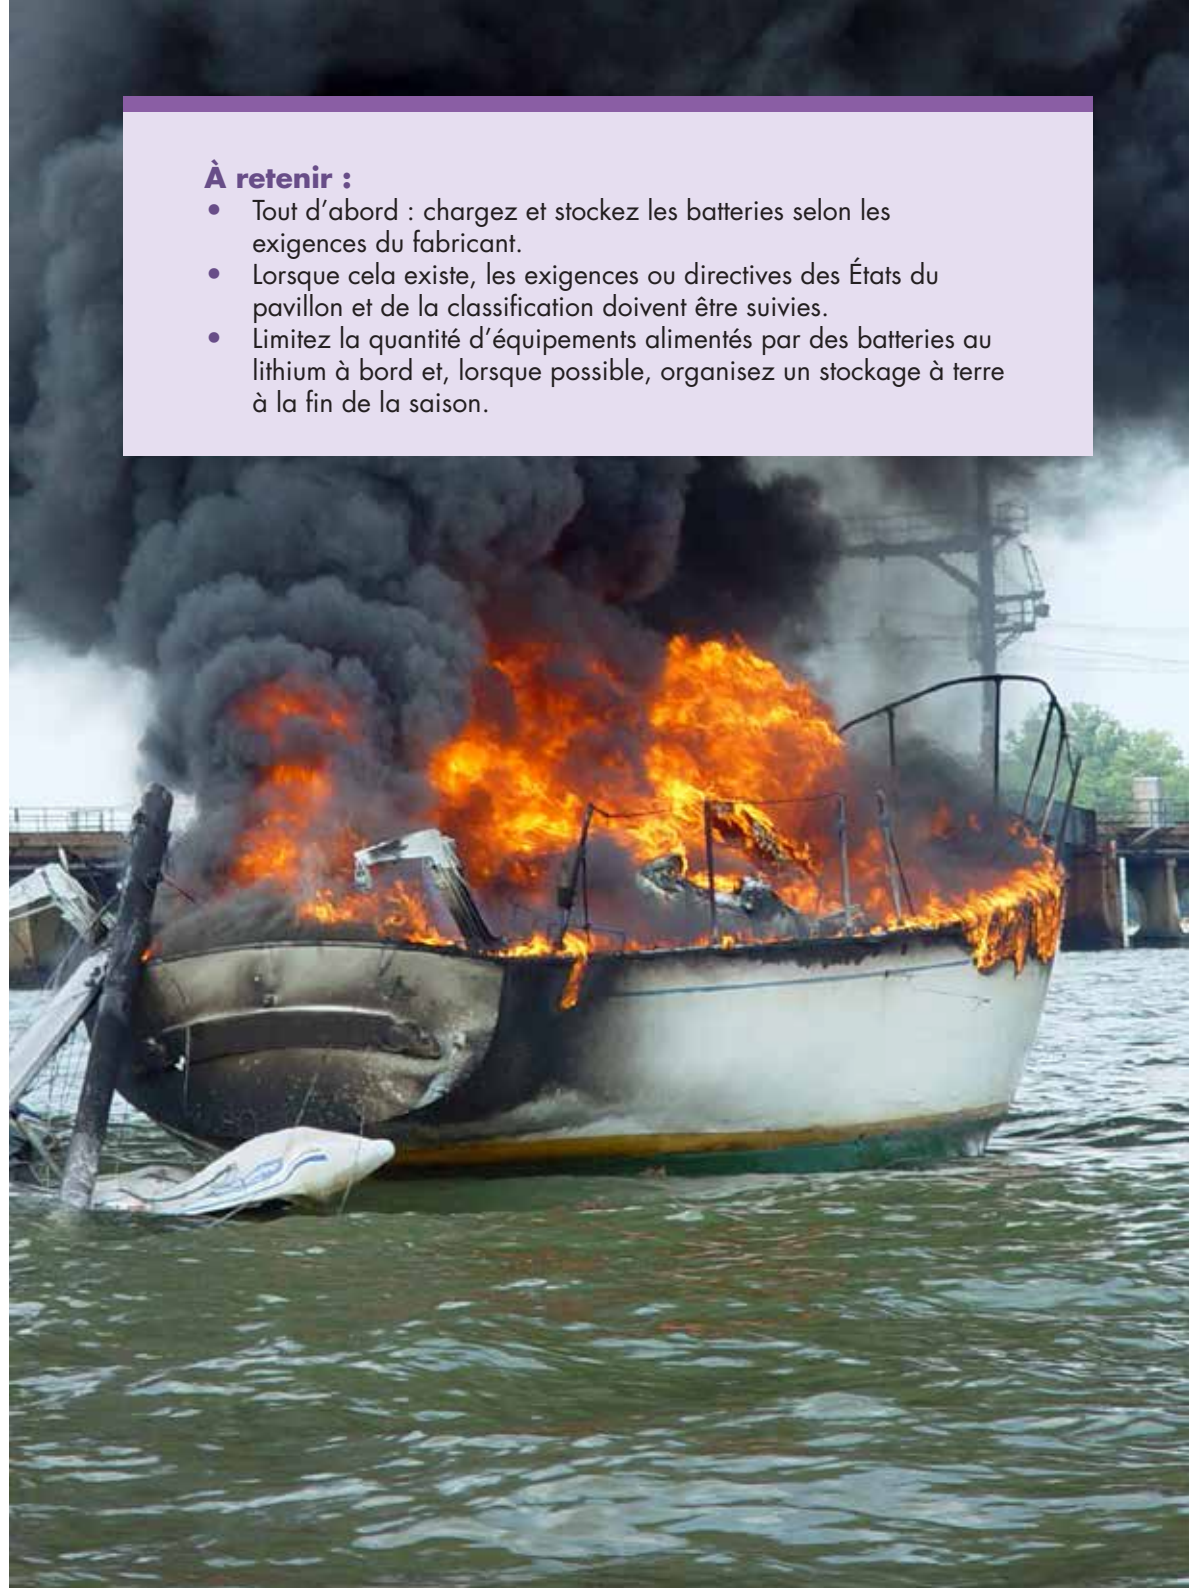 À retenir :
• Tout d’abord : chargez et stockez les batteries selon les
exigences du fabricant.
• Lorsque cela existe, les exigences ou directives des États du
pavillon et de la classification doivent être suivies.
• Limitez la quantité d’équipements alimentés par des batteries au
lithium à bord et, lorsque possible, organisez un stockage à terre
à la fin de la saison.